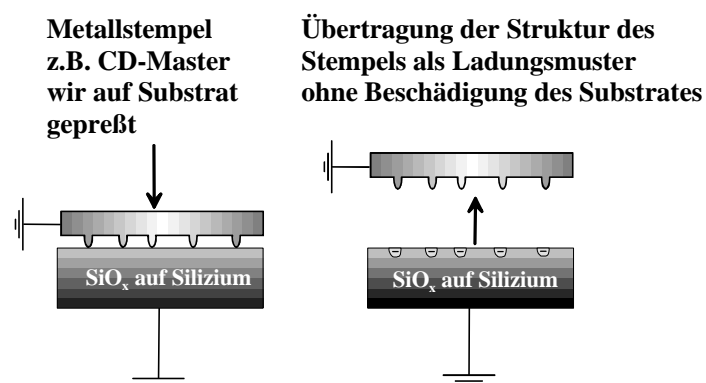 Metallstempel
z.B. CD-Master
wir auf Substrat
gepreßt
Übertragung der Struktur des
Stempels als Ladungsmuster
ohne Beschädigung des Substrates
SiOₓ auf Silizium
SiOₓ auf Silizium